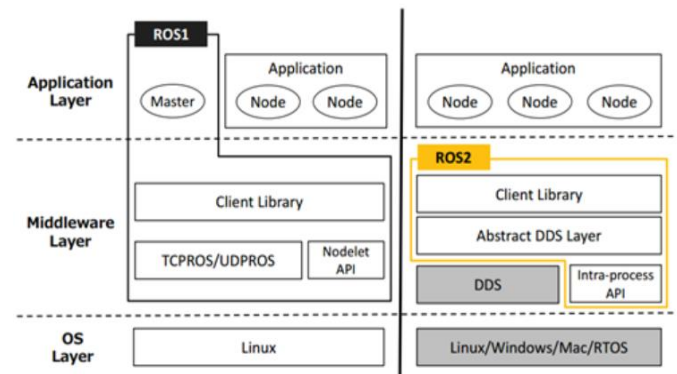 ROS1
Application
Layer
Master
Application
Node
Node
Application
Node
Node
Node
ROS2
Middleware
Layer
Client Library
TCPROS/UDPROS
Nodelet
API
Client Library
Abstract DDS Layer
DDS
Intra-process
API
OS
Layer
Linux
Linux/Windows/Mac/RTOS